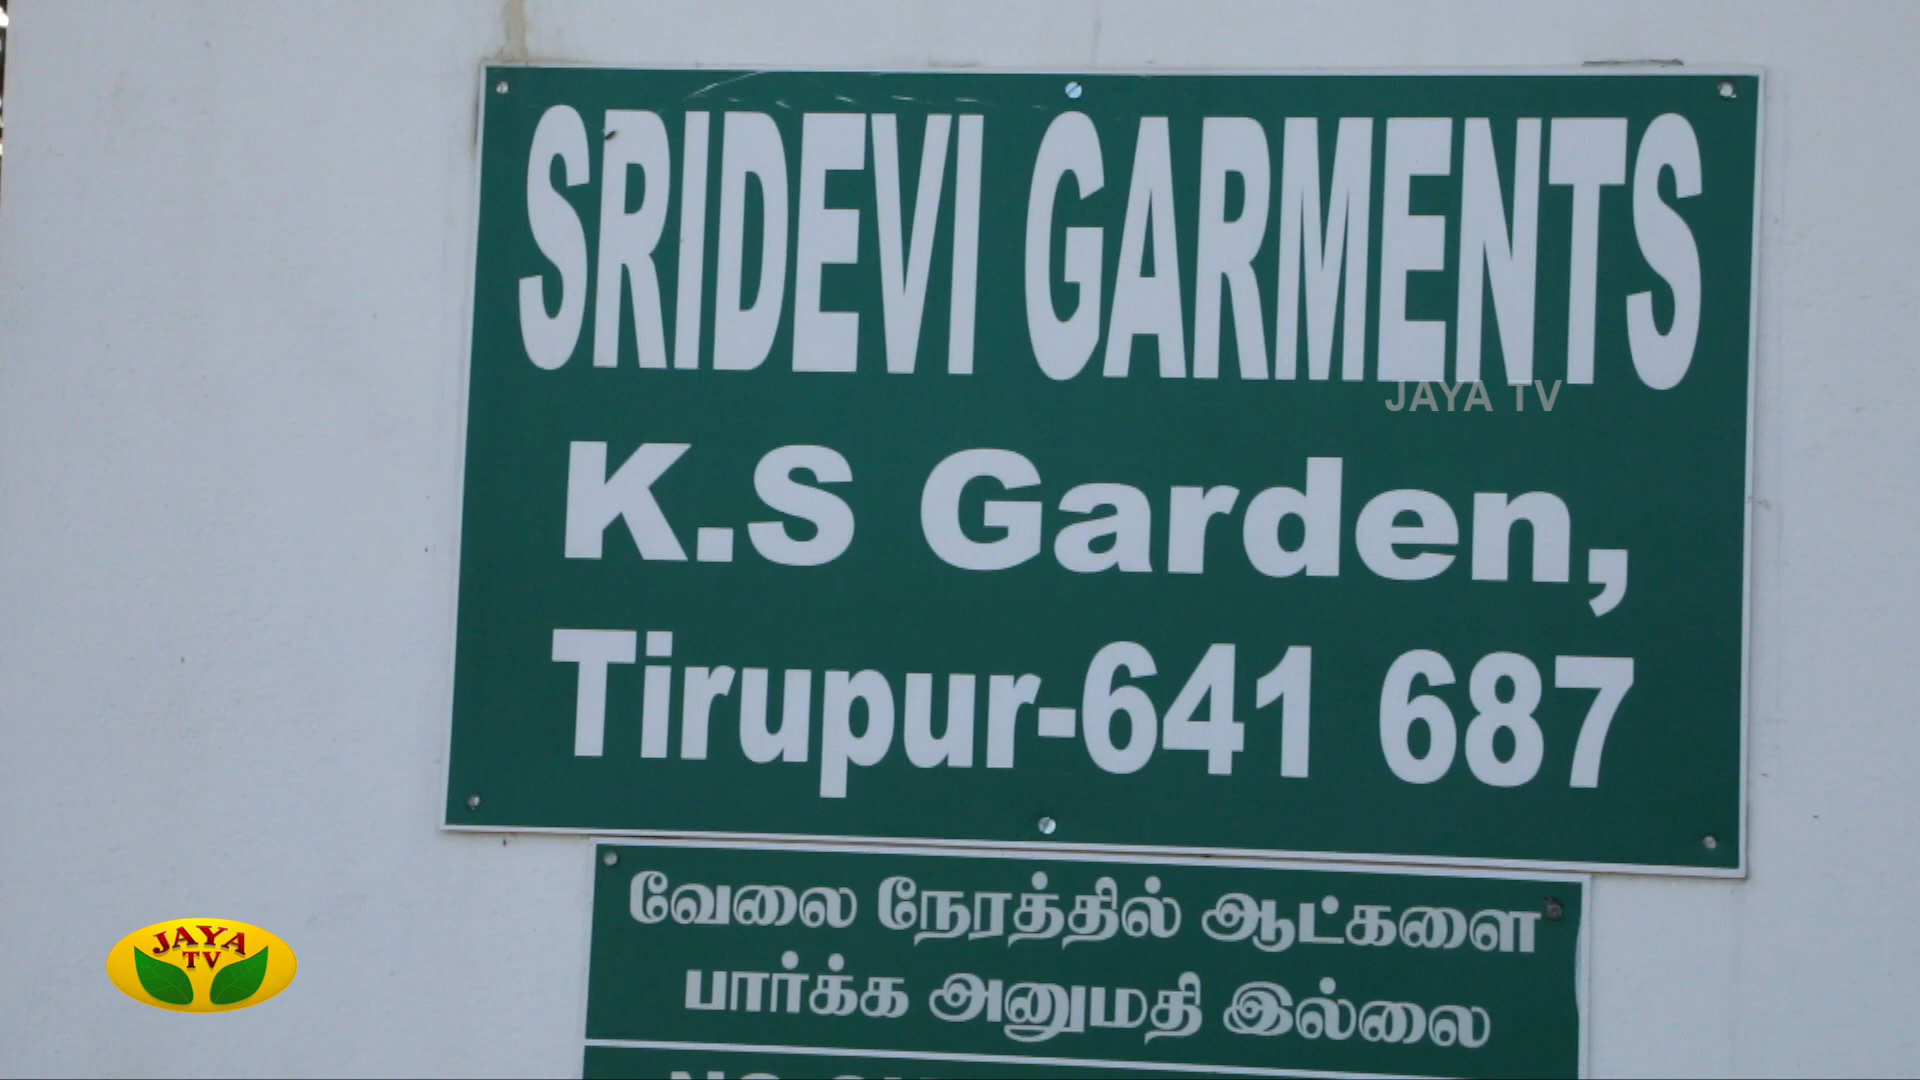 SRIDEVI GARMENTS
JAYA TV
K.S Garden,
Tirupur-641 687
வேலை நேரத்தில் ஆட்களை
பார்க்க அனுமதி இல்லை
JAYA
TV